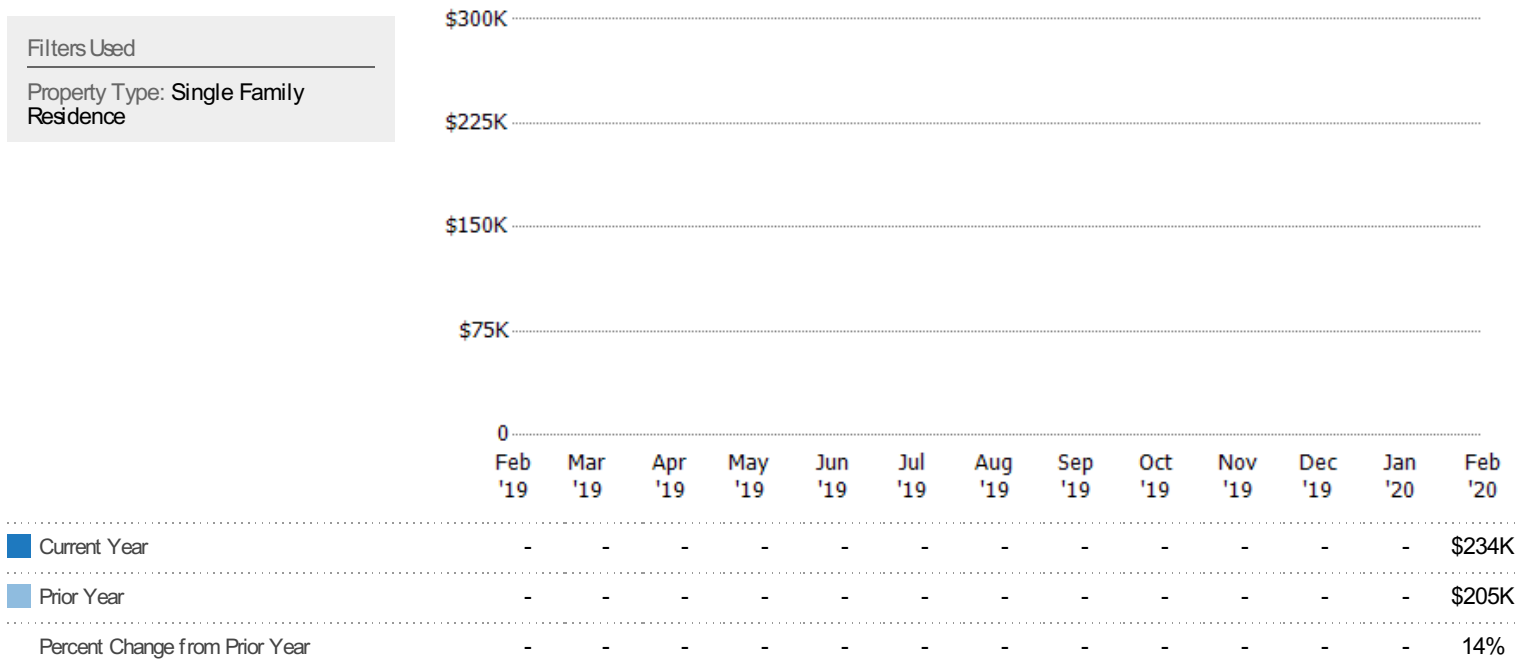 Filters Used
Property Type: Single Family
Residence
$300K
$225K
$150K
$75K
0
Feb Mar Apr May Jun Jul Aug Sep Oct Nov Dec Jan Feb
'19 '19 '19 '19 '19 '19 '19 '19 '19 '19 '19 '20 '20
Current Year - - - - - - - - - - - - $234K
Prior Year - - - - - - - - - - - - $205K
Percent Change from Prior Year - - - - - - - - - - - - 14%